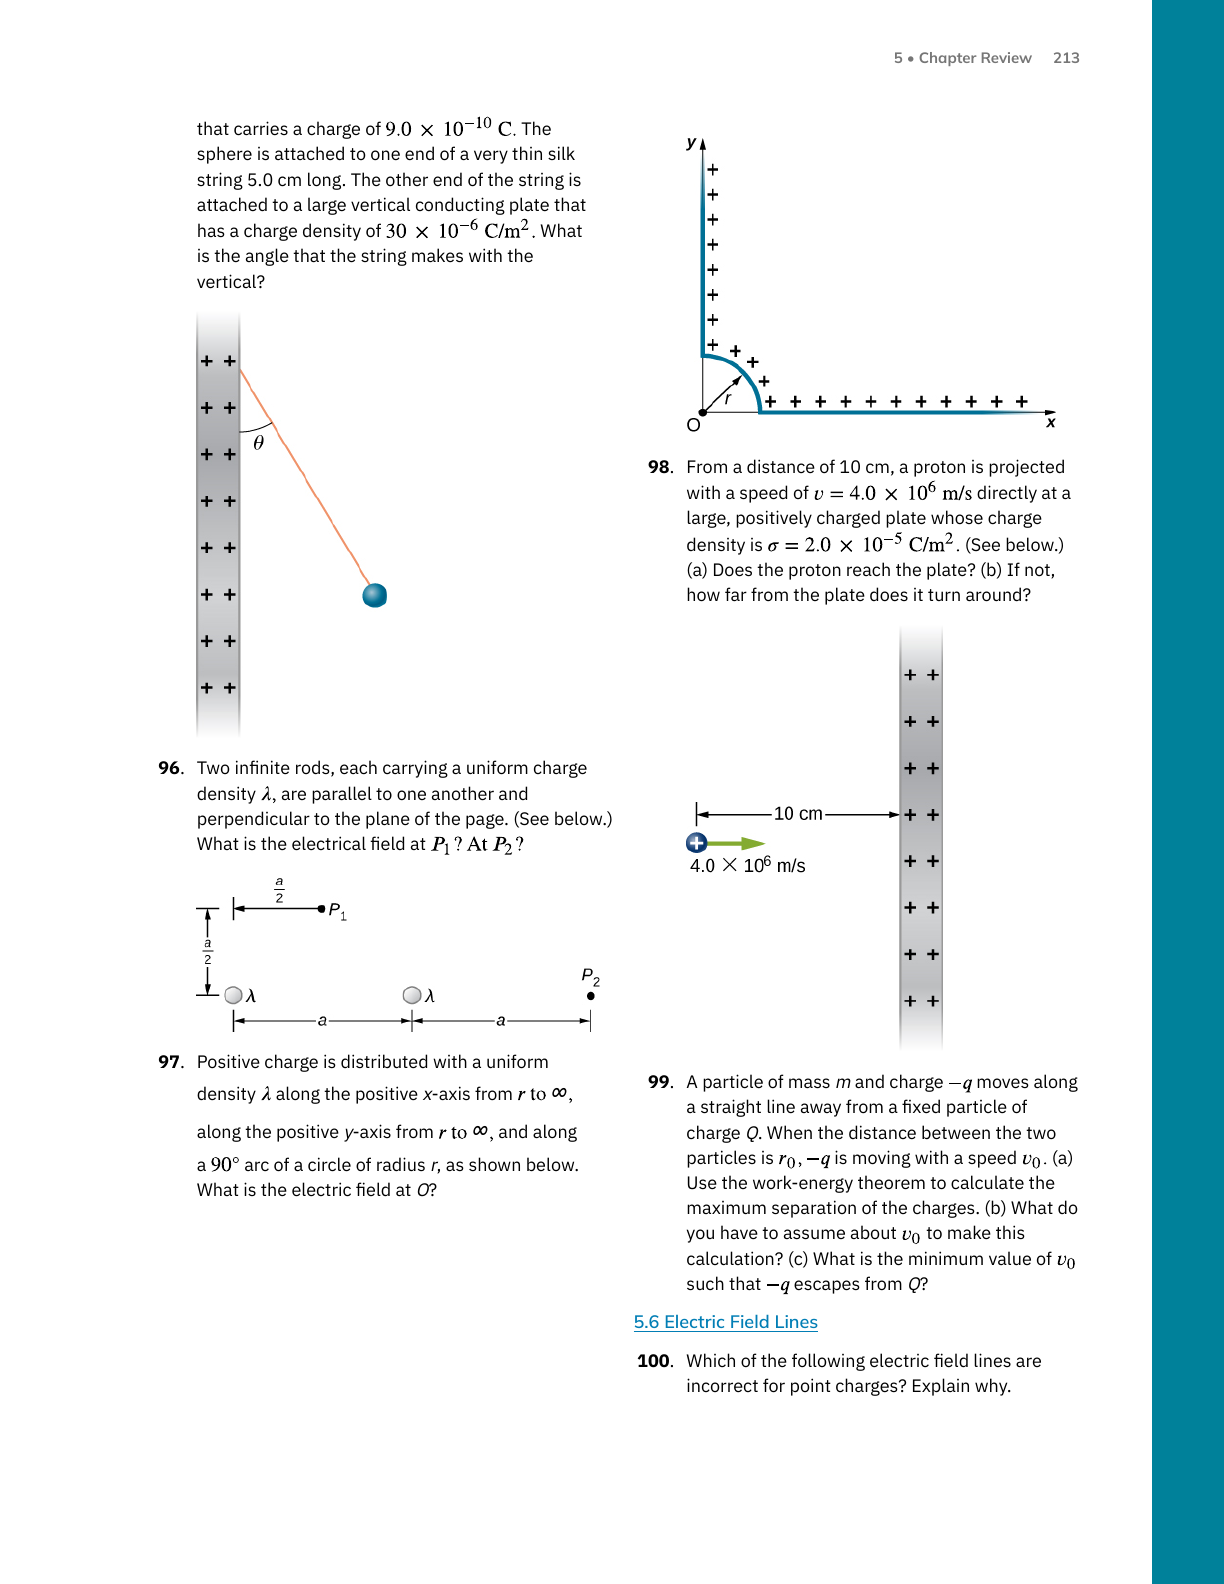 5 • Chapter Review 213
that carries a charge of 9.0 × 10⁻¹⁰ C. The
sphere is attached to one end of a very thin silk
string 5.0 cm long. The other end of the string is
attached to a large vertical conducting plate that
has a charge density of 30 × 10⁻⁶ C/m². What
is the angle that the string makes with the
vertical?
+ +
+ +
+ +
+ +
+ +
+ +
+ +
+ +
θ
96. Two infinite rods, each carrying a uniform charge
density λ, are parallel to one another and
perpendicular to the plane of the page. (See below.)
What is the electrical field at P₁? At P₂?
a/2
P₁
a/2
λ
λ
P₂
a
a
97. Positive charge is distributed with a uniform
density λ along the positive x-axis from r to ∞,
along the positive y-axis from r to ∞, and along
a 90° arc of a circle of radius r, as shown below.
What is the electric field at O?
y
+
+
+
+
+
+
+
+
+
+
+
r
+ + + + + + + + + + +
O
x
98. From a distance of 10 cm, a proton is projected
with a speed of v = 4.0 × 10⁶ m/s directly at a
large, positively charged plate whose charge
density is σ = 2.0 × 10⁻⁵ C/m². (See below.)
(a) Does the proton reach the plate? (b) If not,
how far from the plate does it turn around?
+ +
+ +
+ +
10 cm
+ +
+
4.0 × 10⁶ m/s
+ +
+ +
+ +
+ +
99. A particle of mass m and charge −q moves along
a straight line away from a fixed particle of
charge Q. When the distance between the two
particles is r₀, −q is moving with a speed v₀. (a)
Use the work-energy theorem to calculate the
maximum separation of the charges. (b) What do
you have to assume about v₀ to make this
calculation? (c) What is the minimum value of v₀
such that −q escapes from Q?
5.6 Electric Field Lines
100. Which of the following electric field lines are
incorrect for point charges? Explain why.